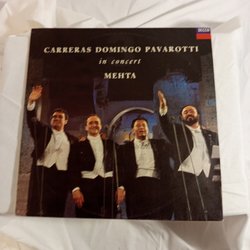 DECCA
CARRERAS DOMINGO PAVAROTTI
in concert
MEHTA